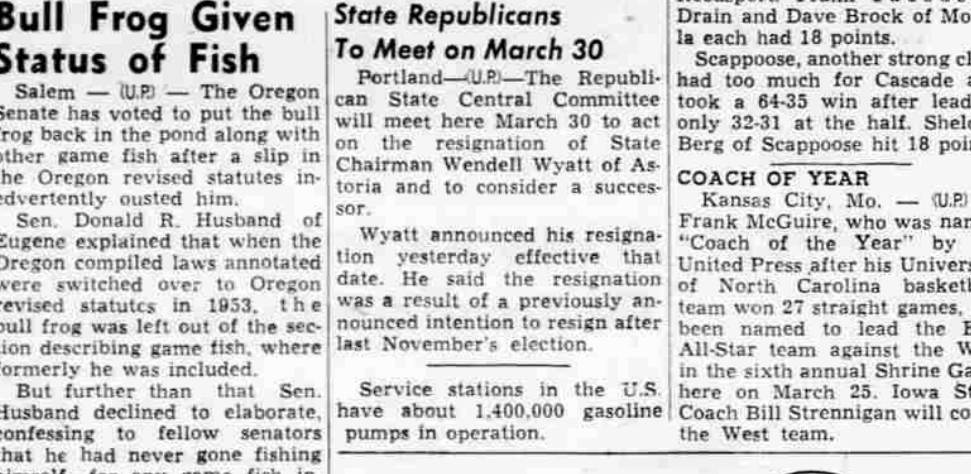 Bull Frog Given
Status of Fish
Salem — (U.P.) — The Oregon
Senate has voted to put the bull
frog back in the pond along with
other game fish after a slip in
the Oregon revised statutes in-
edvertently ousted him.
Sen. Donald R. Husband of
Eugene explained that when the
Oregon compiled laws annotated
were switched over to Oregon
revised statutes in 1953, the
bull frog was left out of the sec-
tion describing game fish, where
formerly he was included.
But further than that Sen.
Husband declined to elaborate,
confessing to fellow senators
that he had never gone fishing
State Republicans
To Meet on March 30
Portland—(U.P.)—The Republi-
can State Central Committee
will meet here March 30 to act
on the resignation of State
Chairman Wendell Wyatt of As-
toria and to consider a succes-
sor.
Wyatt announced his resigna-
tion yesterday effective that
date. He said the resignation
was a result of a previously an-
nounced intention to resign after
last November's election.
Service stations in the U.S.
have about 1,400,000 gasoline
pumps in operation.
Drain and Dave Brock of Mo
la each had 18 points.
Scappoose, another strong cl
had too much for Cascade
took a 64-35 win after lead
only 32-31 at the half. Shel
Berg of Scappoose hit 18 poin
COACH OF YEAR
Kansas City, Mo. — (U.P.)
Frank McGuire, who was nan
"Coach of the Year" by
United Press after his Univers
of North Carolina basketb
team won 27 straight games,
been named to lead the E
All-Star team against the W
in the sixth annual Shrine Ga
here on March 25. Iowa St
Coach Bill Strennigan will co
the West team.